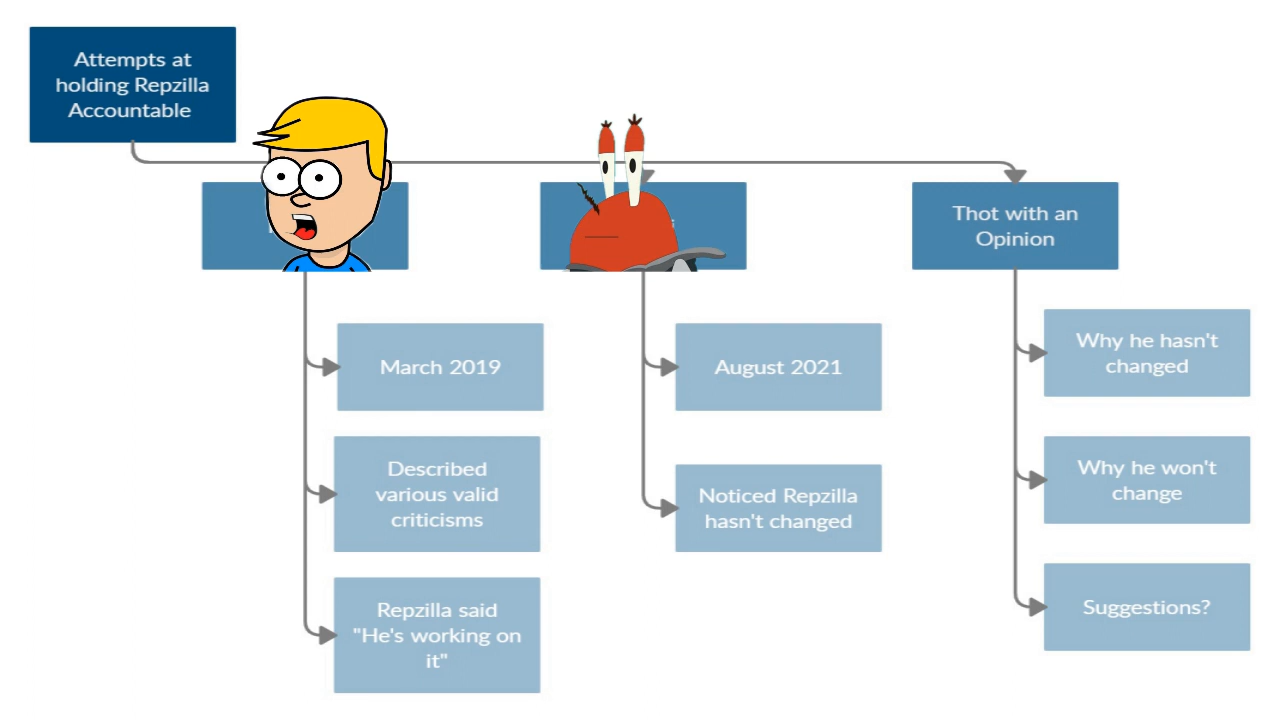 Attempts at
holding Repzilla
Accountable
Thot with an
Opinion
March 2019
Described
various valid
criticisms
Repzilla said
"He's working on
it"
August 2021
Noticed Repzilla
hasn't changed
Why he hasn't
changed
Why he won't
change
Suggestions?